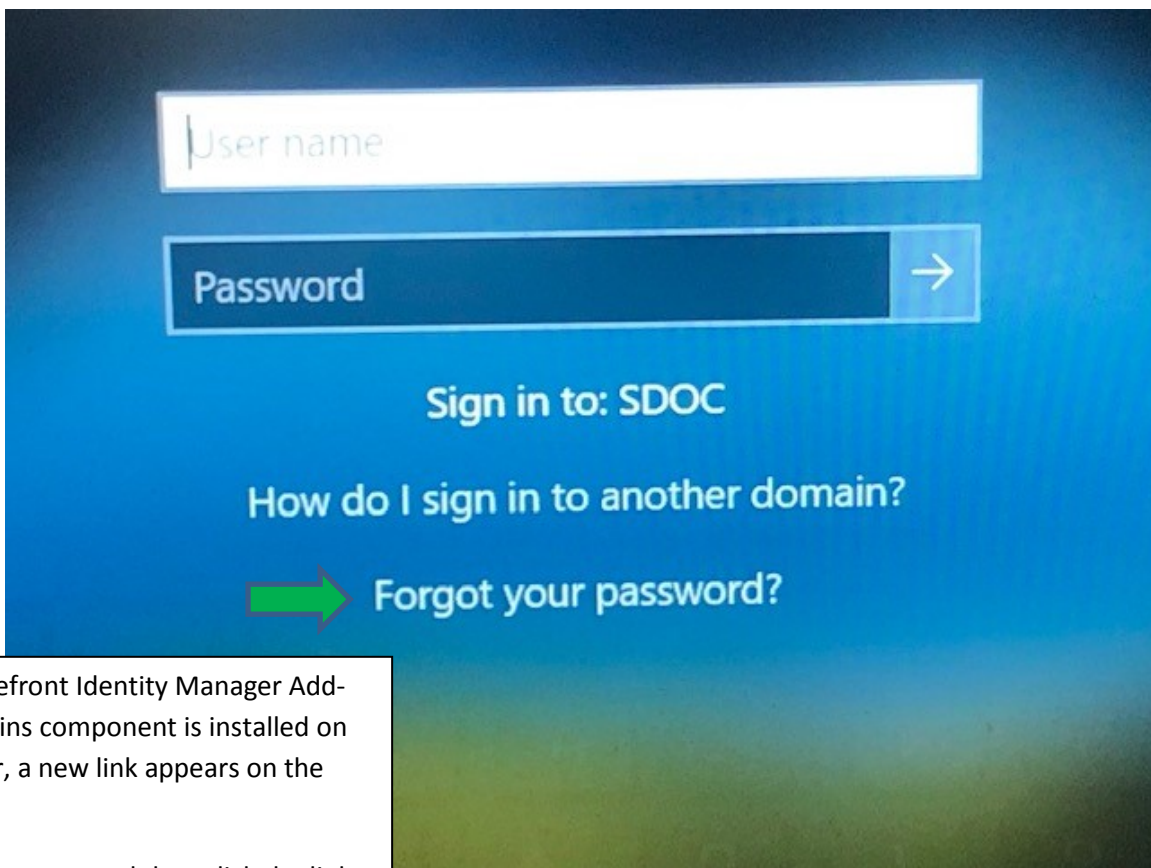 User name
Password
Sign in to: SDOC
How do I sign in to another domain?
Forgot your password?
efront Identity Manager Add-
ins component is installed on
, a new link appears on the